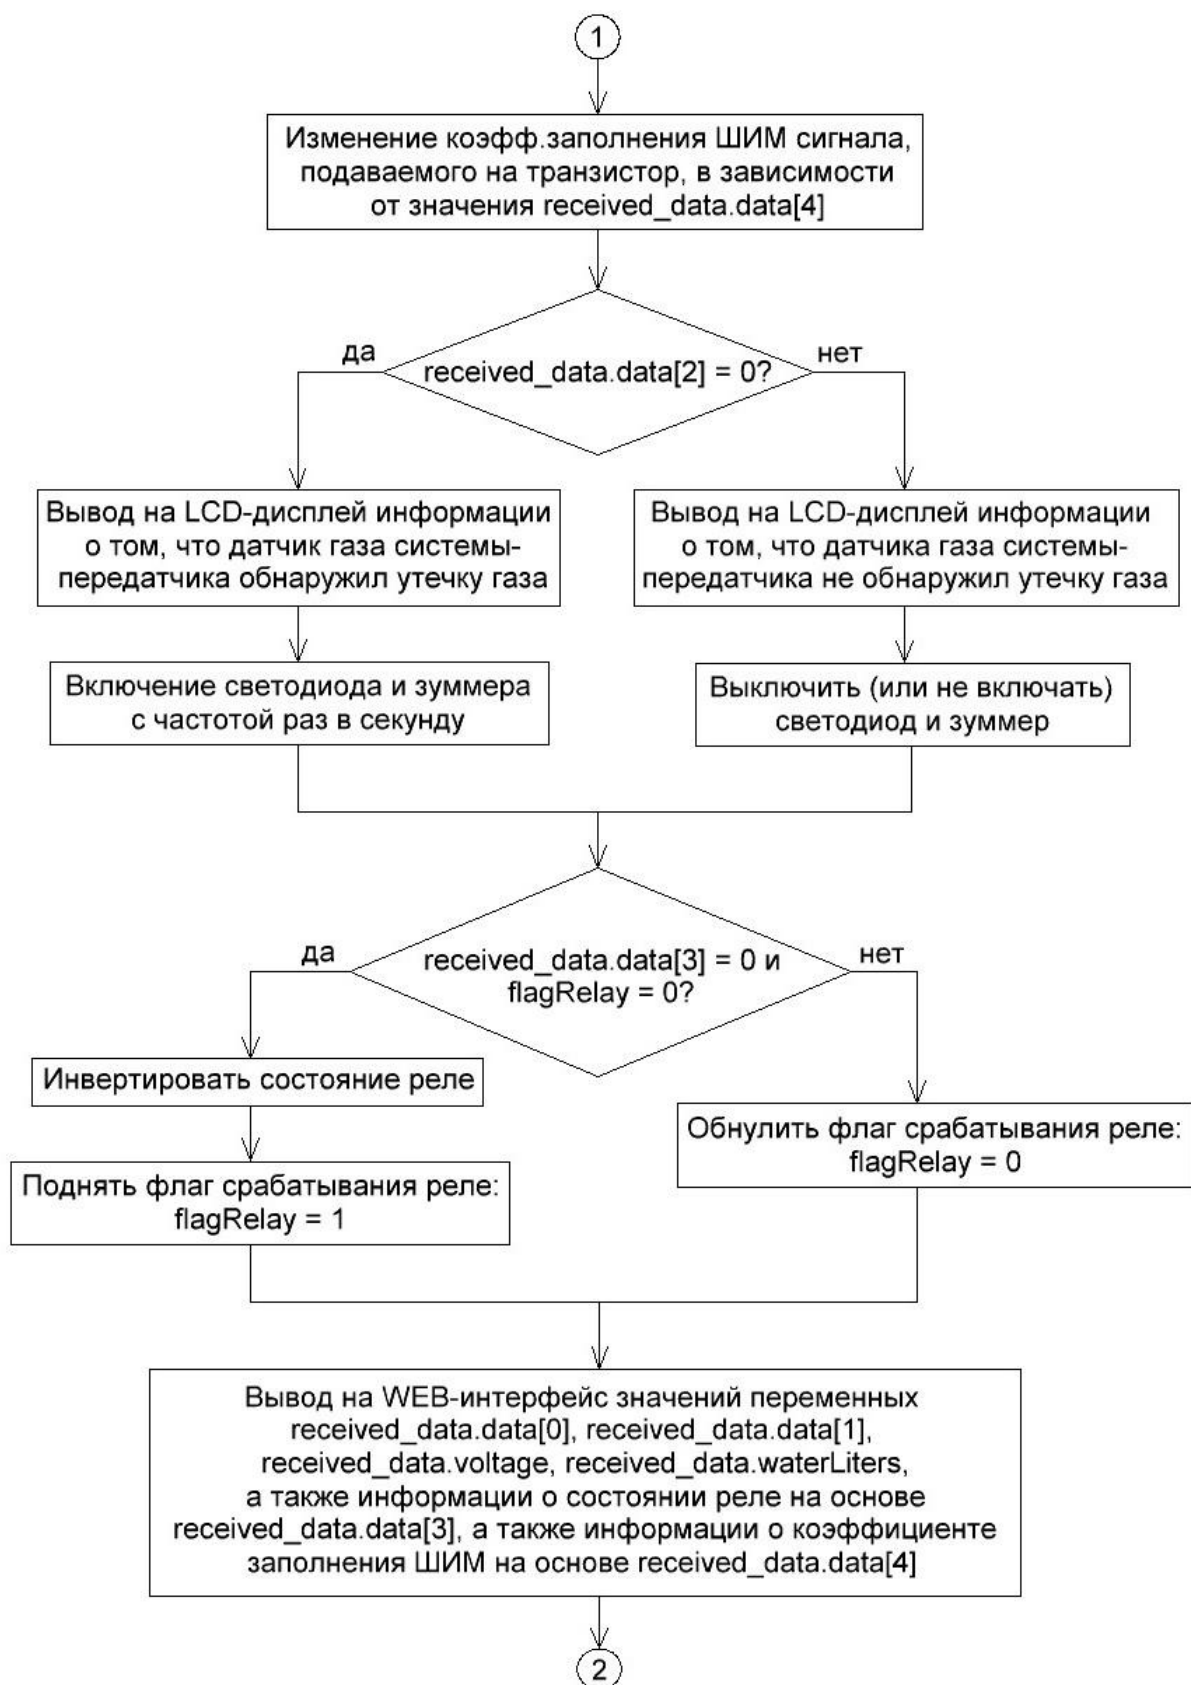 1
Изменение коэфф.заполнения ШИМ сигнала,
подаваемого на транзистор, в зависимости
от значения received_data.data[4]
да
received_data.data[2] = 0?
нет
Вывод на LCD-дисплей информации
о том, что датчик газа системы-
передатчика обнаружил утечку газа
Вывод на LCD-дисплей информации
о том, что датчика газа системы-
передатчика не обнаружил утечку газа
Включение светодиода и зуммера
с частотой раз в секунду
Выключить (или не включать)
светодиод и зуммер
да
received_data.data[3] = 0 и
flagRelay = 0?
нет
Инвертировать состояние реле
Поднять флаг срабатывания реле:
flagRelay = 1
Обнулить флаг срабатывания реле:
flagRelay = 0
Вывод на WEB-интерфейс значений переменных
received_data.data[0], received_data.data[1],
received_data.voltage, received_data.waterLiters,
а также информации о состоянии реле на основе
received_data.data[3], а также информации о коэффициенте
заполнения ШИМ на основе received_data.data[4]
2